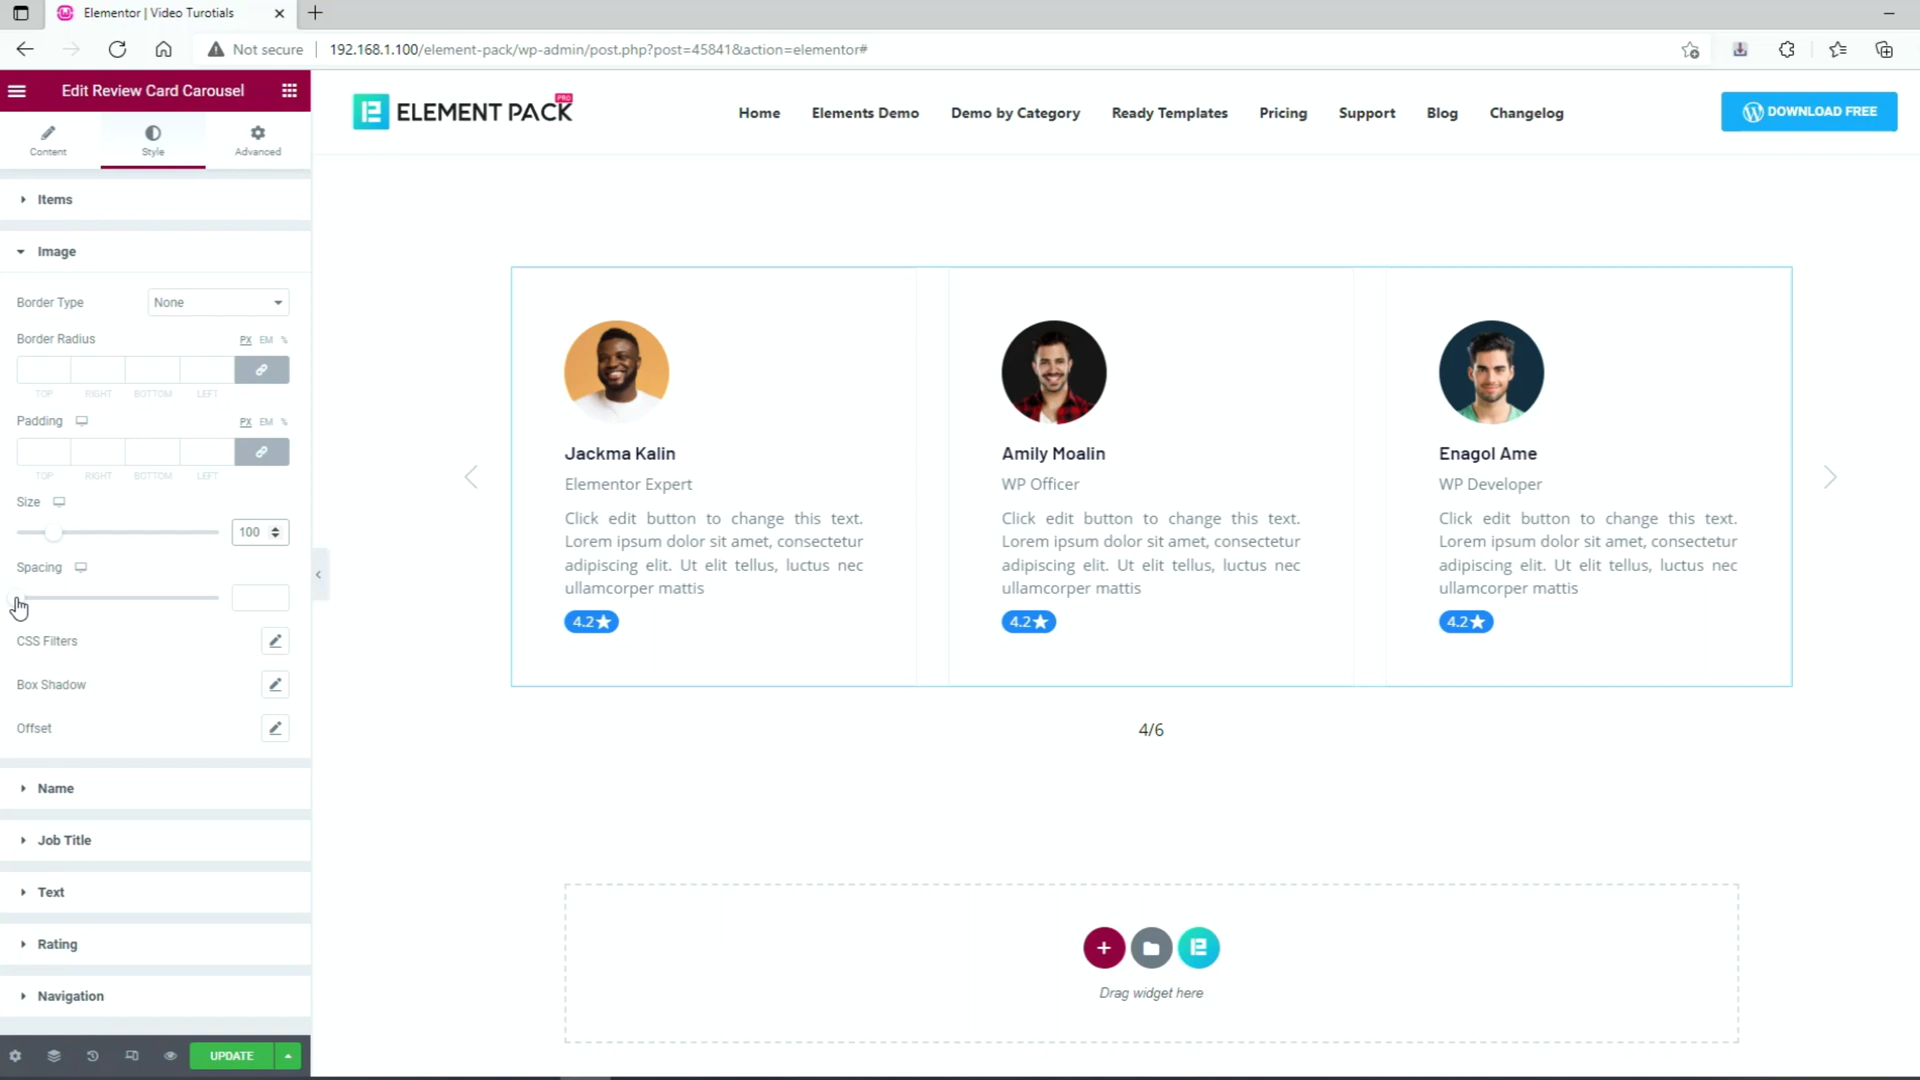 Elementor | Video Turotials
Not secure
192.168.1.100/element-pack/wp-admin/post.php?post=45841&action=elementor#
Edit Review Card Carousel
Content
Style
Advanced
Items
Image
Border Type
None
Border Radius
PX EM %
TOP RIGHT BOTTOM LEFT
Padding
PX EM %
TOP RIGHT BOTTOM LEFT
Size
100
Spacing
CSS Filters
Box Shadow
Offset
Name
Job Title
Text
Rating
Navigation
UPDATE
ELEMENT PACK
PRO
Home
Elements Demo
Demo by Category
Ready Templates
Pricing
Support
Blog
Changelog
DOWNLOAD FREE
Jackma Kalin
Elementor Expert
Click edit button to change this text.
Lorem ipsum dolor sit amet, consectetur
adipiscing elit. Ut elit tellus, luctus nec
ullamcorper mattis
4.2
Amily Moalin
WP Officer
Click edit button to change this text.
Lorem ipsum dolor sit amet, consectetur
adipiscing elit. Ut elit tellus, luctus nec
ullamcorper mattis
4.2
Enagol Ame
WP Developer
Click edit button to change this text.
Lorem ipsum dolor sit amet, consectetur
adipiscing elit. Ut elit tellus, luctus nec
ullamcorper mattis
4.2
4/6
Drag widget here